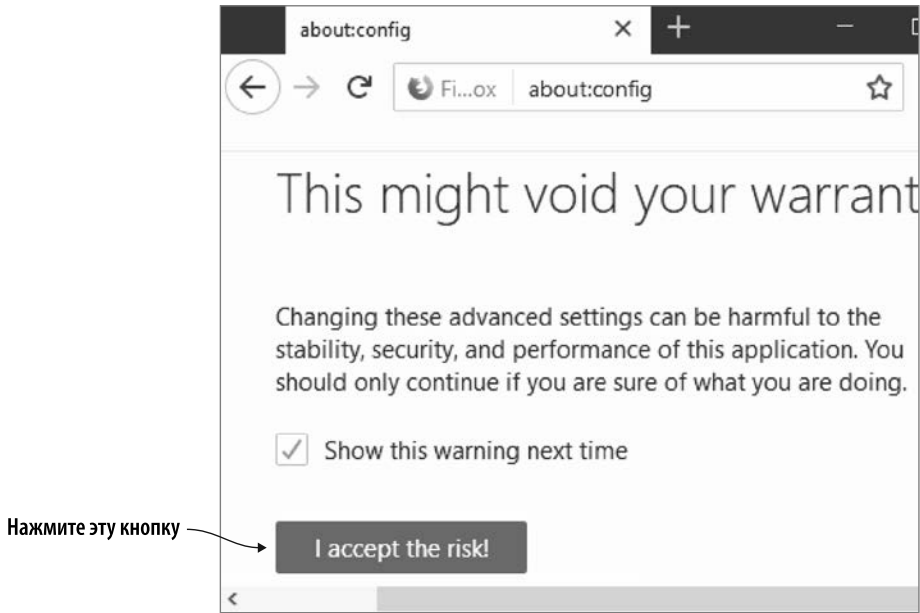 about:config
Fi...ox about:config
This might void your warrant
Changing these advanced settings can be harmful to the
stability, security, and performance of this application. You
should only continue if you are sure of what you are doing.
Show this warning next time
Нажмите эту кнопку
I accept the risk!